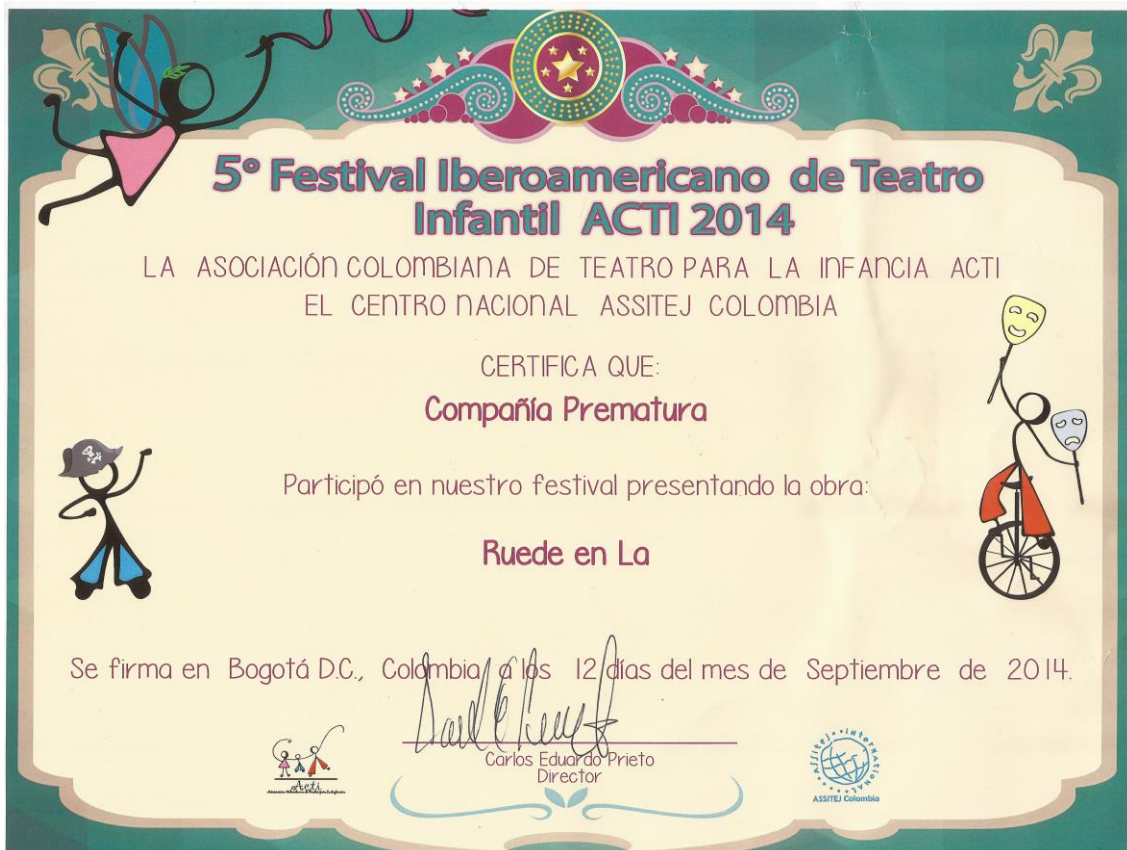 5° Festival Iberoamericano de Teatro
Infantil ACTI 2014
LA ASOCIACIÓN COLOMBIANA DE TEATRO PARA LA INFANCIA ACTI
EL CENTRO NACIONAL ASSITEJ COLOMBIA
CERTIFICA QUE:
Compañía Prematura
Participó en nuestro festival presentando la obra:
Ruede en La
Se firma en Bogotá D.C., Colombia, a los 12 días del mes de Septiembre de 2014.
Carlos Eduardo Prieto
Director
Acti
Assitej International
ASSITEJ Colombia